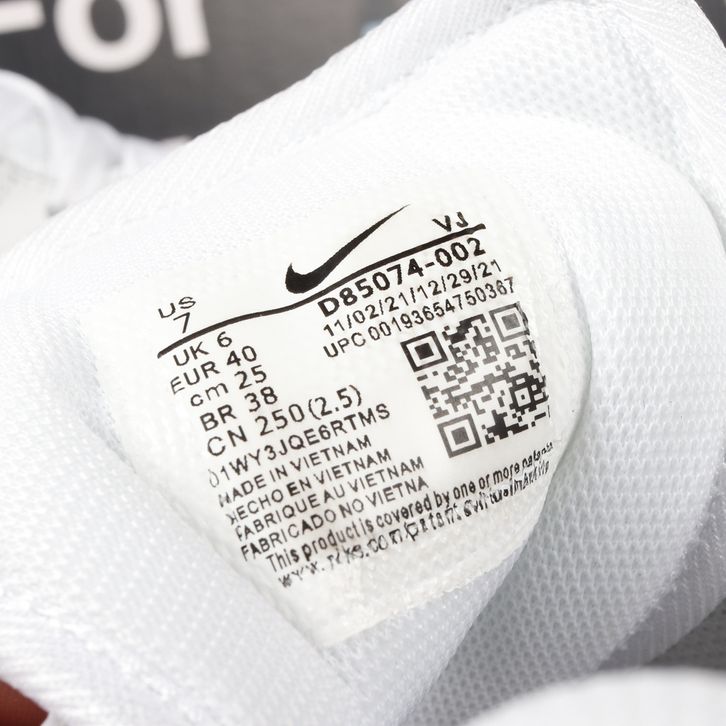 For
VJ
US
7
D85074-002
11/02/21/12/29/21
UPC 00193654750367
UK 6
EUR 40
cm 25
BR 38
CN 250(2.5)
01WY3JQE6RTMS
MADE IN VIETNAM
HECHO EN VIETNAM
FABRIQUE AU VIETNAM
FABRICADO NO VIETNA
This product is covered by one or more